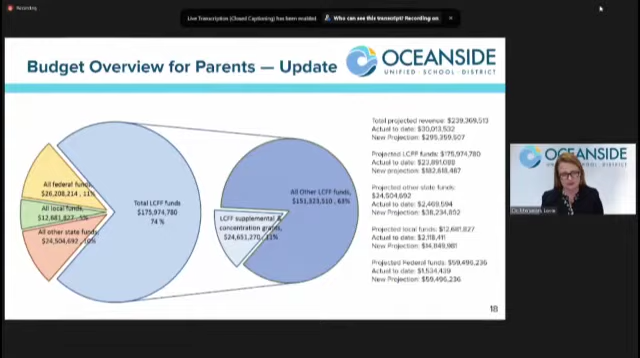 Recording
Live Transcription (Closed Captioning) has been enabled
Who can see this transcript? Recording on
Budget Overview for Parents — Update
OCEANSIDE
UNIFIED · SCHOOL · DISTRICT
All federal funds,
$26,208,214 , 11%
All local funds,
$12,681,827 , 5%
All other state funds,
$24,504,692 , 10%
Total LCFF funds
$175,974,780
74 %
All Other LCFF funds,
$151,323,510 , 63%
LCFF supplemental &
concentration grants,
$24,651,270 , 11%
Total projected revenue: $239,369,513
Actual to date: $30,013,532
New Projection: $295,359,507
Projected LCFF funds: $175,974,780
Actual to date: $23,891,088
New projection: $182,618,467
Projected other state funds:
$24,504,692
Actual to date: $2,469,594
New Projection: $38,234,852
Projected local funds: $12,681,827
Actual to date: $2,118,411
New Projection:
Projected Federal funds: $59,496,236
Actual to date: $1,534,439
New Projection: $59,496,236
18
OCEANSIDE